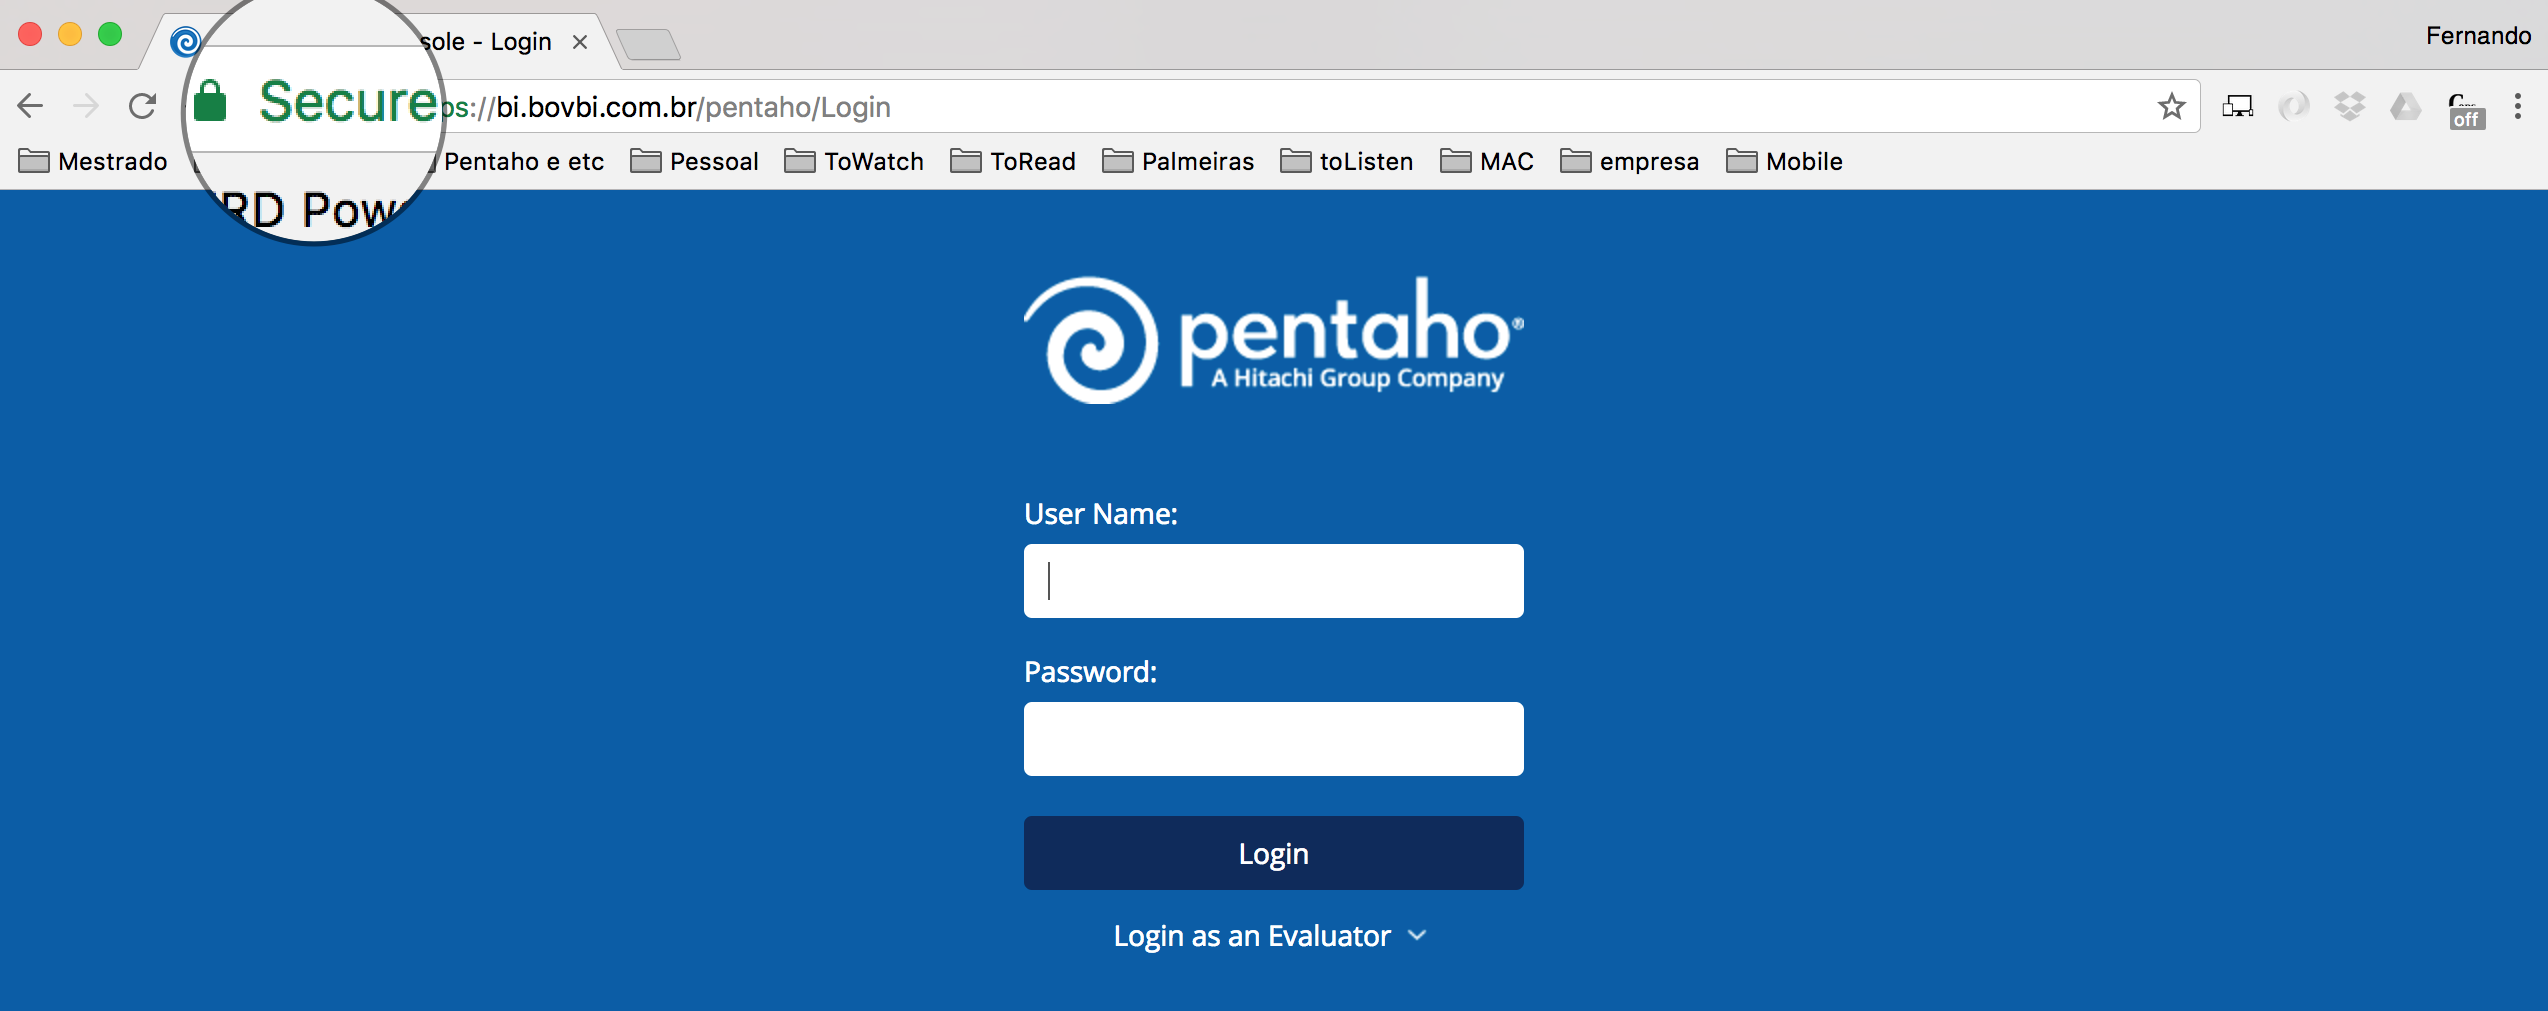 sole - Login
Fernando
Secure
ps://bi.bovbi.com.br/pentaho/Login
off
Mestrado
Pentaho e etc
Pessoal
ToWatch
ToRead
Palmeiras
toListen
MAC
empresa
Mobile
RD Pow
pentaho®
A Hitachi Group Company
User Name:
Password:
Login
Login as an Evaluator